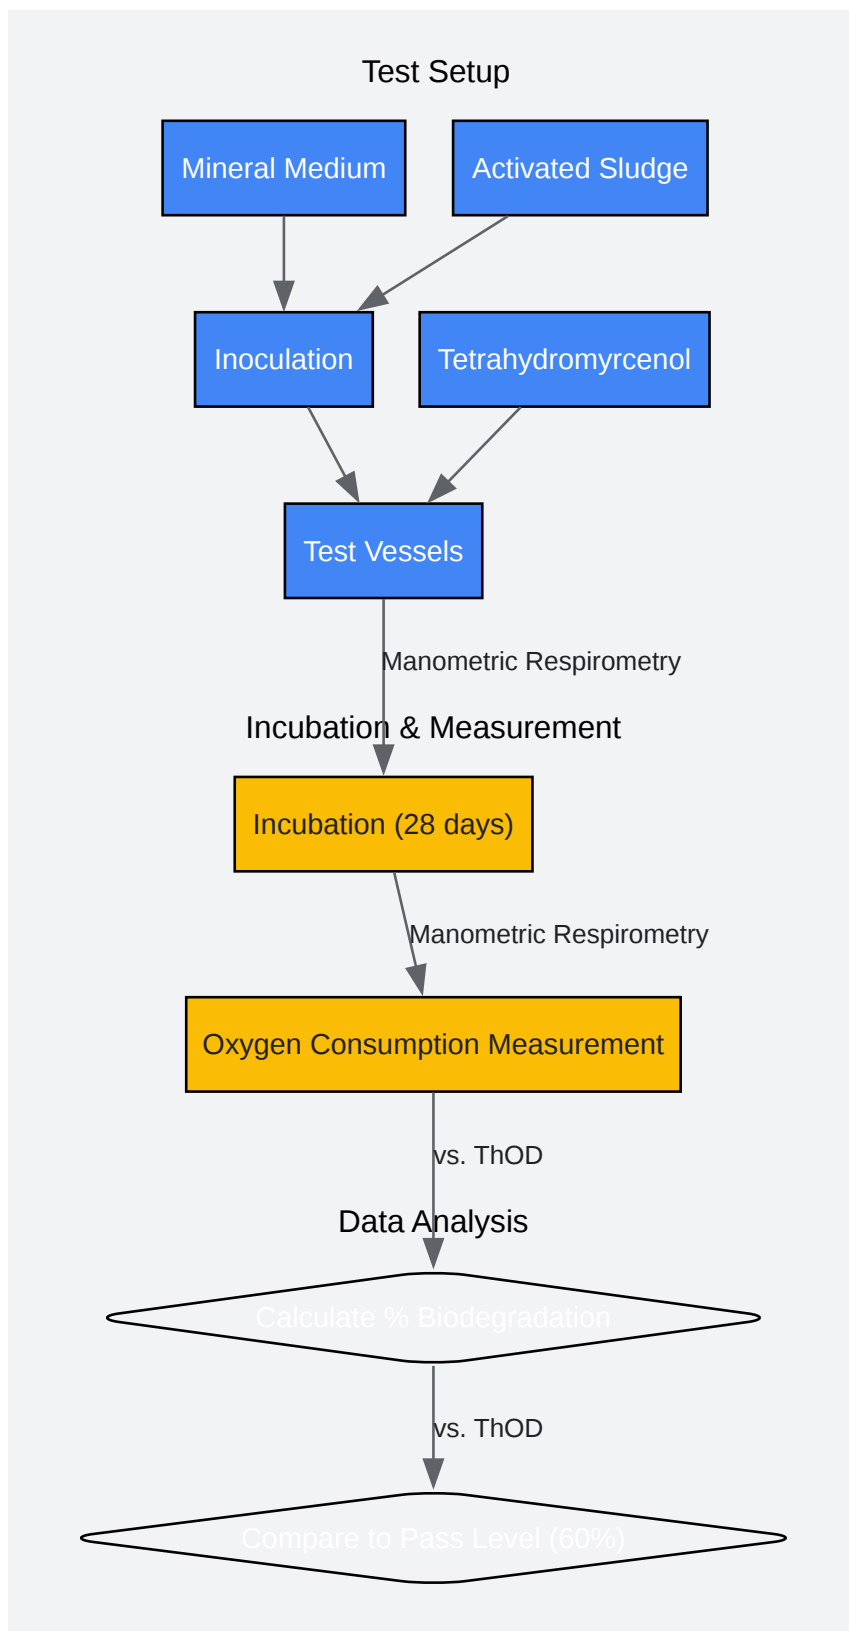 Test Setup
Mineral Medium
Activated Sludge
Inoculation
Tetrahydromyrcenol
Test Vessels
Manometric Respirometry
Incubation & Measurement
Incubation (28 days)
Manometric Respirometry
Oxygen Consumption Measurement
vs. ThOD
Data Analysis
Calculate % Biodegradation
vs. ThOD
Compare to Pass Level (60%)